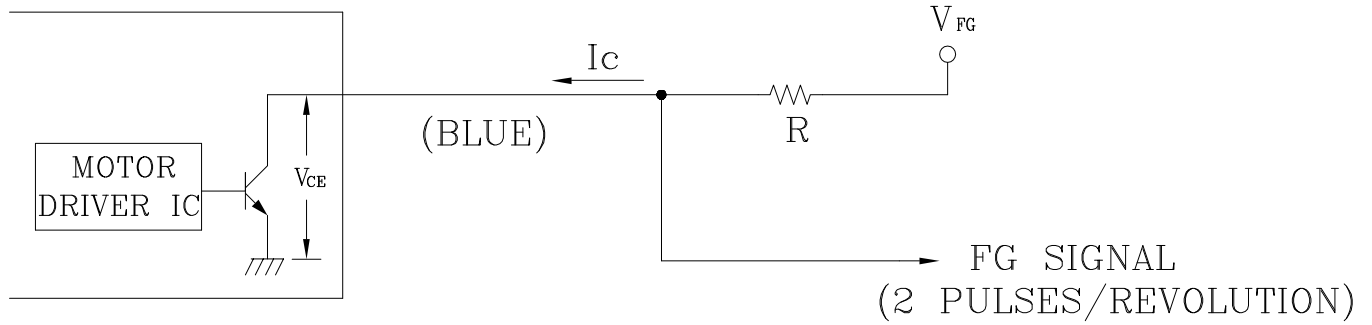 V FG
Ic
(BLUE)
R
MOTOR
DRIVER IC
VCE
FG SIGNAL
(2 PULSES/REVOLUTION)